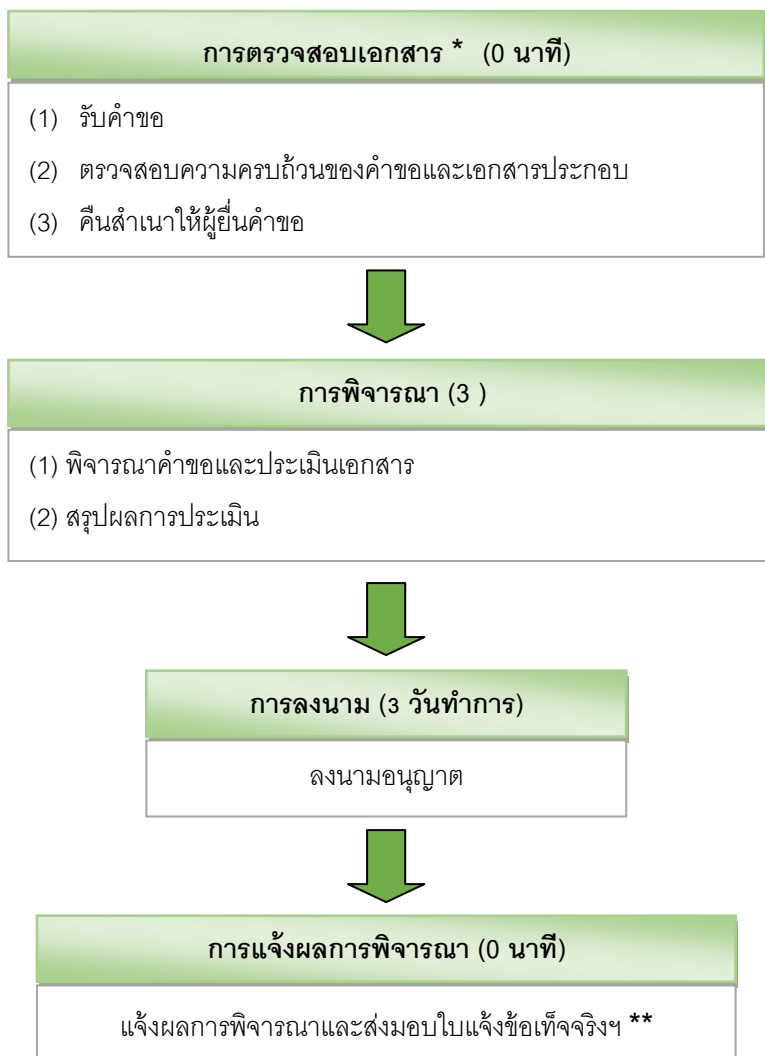 การตรวจสอบเอกสาร * (0 นาที)
(1) รับคำขอ
(2) ตรวจสอบความครบถ้วนของคำขอและเอกสารประกอบ
(3) คืนสำเนาให้ผู้ยื่นคำขอ
การพิจารณา (3 )
(1) พิจารณาคำขอและประเมินเอกสาร
(2) สรุปผลการประเมิน
การลงนาม (3 วันทำการ)
ลงนามอนุญาต
การแจ้งผลการพิจารณา (0 นาที)
แจ้งผลการพิจารณาและส่งมอบใบแจ้งข้อเท็จจริงฯ **